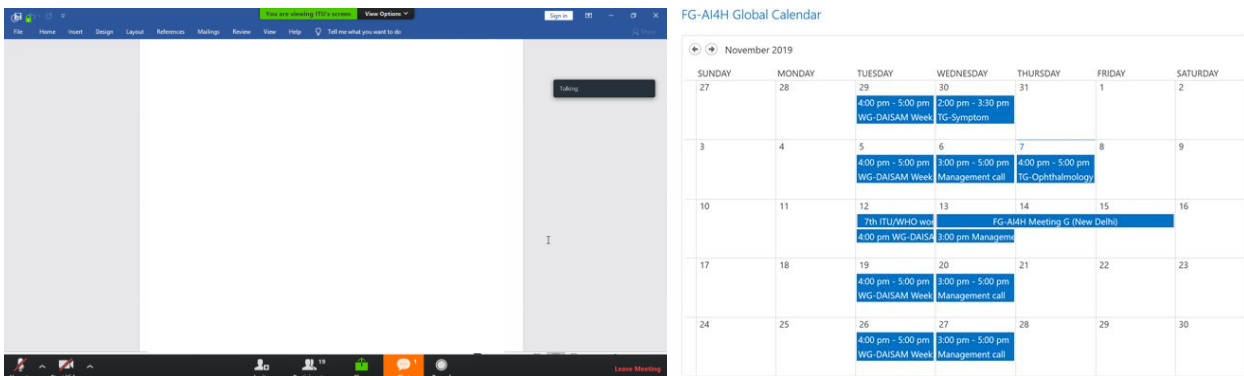 You are viewing ITU's screen View Options
Sign in
File Home Insert Design Layout References Mailings Review View Help Tell me what you want to do Share
Talking
19
1
Leave Meeting
FG-AI4H Global Calendar
November 2019
SUNDAY MONDAY TUESDAY WEDNESDAY THURSDAY FRIDAY SATURDAY
27 28 29 30 31 1 2
4:00 pm - 5:00 pm 2:00 pm - 3:30 pm
WG-DAISAM Week TG-Symptom
3 4 5 6 7 8 9
4:00 pm - 5:00 pm 3:00 pm - 5:00 pm 4:00 pm - 5:00 pm
WG-DAISAM Week Management call TG-Ophthalmology
10 11 12 13 14 15 16
7th ITU/WHO wor FG-AI4H Meeting G (New Delhi)
4:00 pm WG-DAISA 3:00 pm Manageme
17 18 19 20 21 22 23
4:00 pm - 5:00 pm 3:00 pm - 5:00 pm
WG-DAISAM Week Management call
24 25 26 27 28 29 30
4:00 pm - 5:00 pm 3:00 pm - 5:00 pm
WG-DAISAM Week Management call